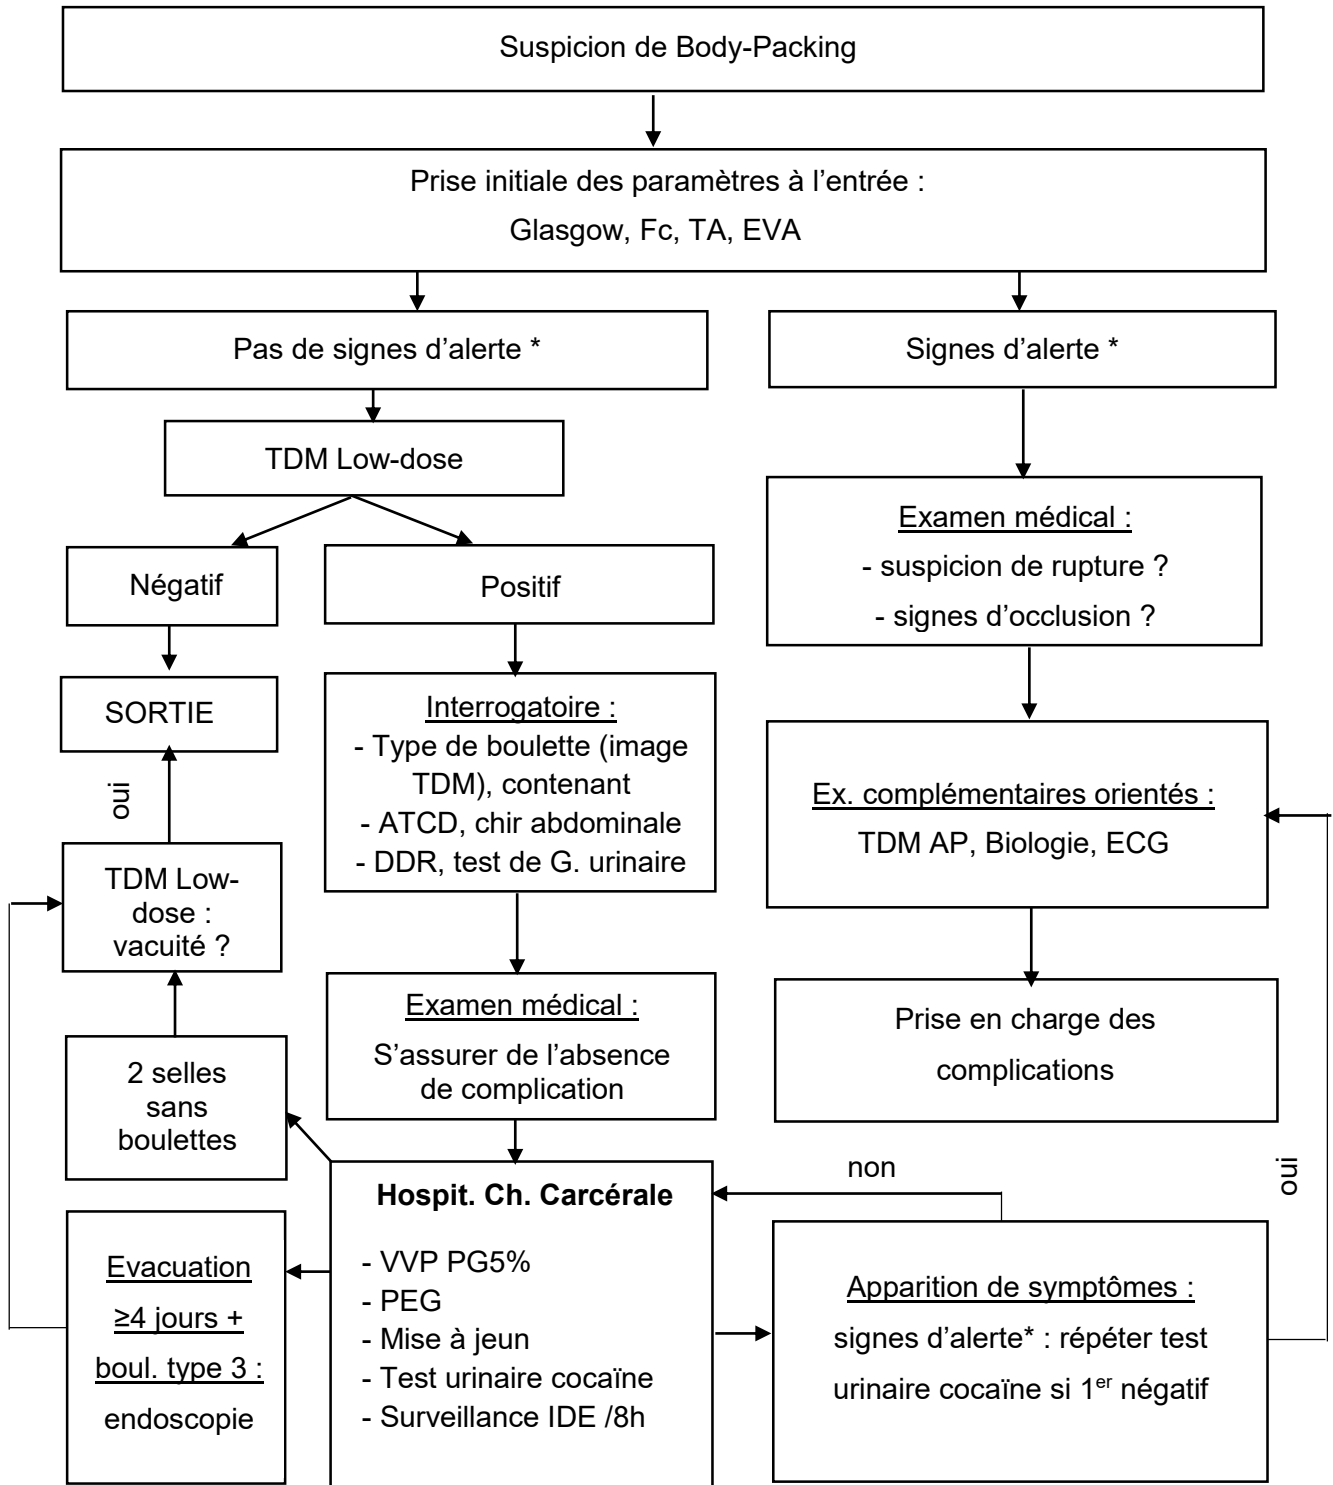 Suspicion de Body-Packing
Prise initiale des paramètres à l’entrée :
Glasgow, Fc, TA, EVA
Pas de signes d’alerte *
Signes d’alerte *
TDM Low-dose
Négatif
Positif
Examen médical :
- suspicion de rupture ?
- signes d’occlusion ?
SORTIE
Interrogatoire :
- Type de boulette (image
TDM), contenant
- ATCD, chir abdominale
- DDR, test de G. urinaire
oui
Ex. complémentaires orientés :
TDM AP, Biologie, ECG
TDM Low-
dose :
vacuité ?
Examen médical :
S’assurer de l’absence
de complication
Prise en charge des
complications
2 selles
sans
boulettes
non
oui
Hospit. Ch. Carcérale
- VVP PG5%
- PEG
- Mise à jeun
- Test urinaire cocaïne
- Surveillance IDE /8h
Evacuation
≥4 jours +
boul. type 3 :
endoscopie
Apparition de symptômes :
signes d’alerte* : répéter test
urinaire cocaïne si 1er négatif